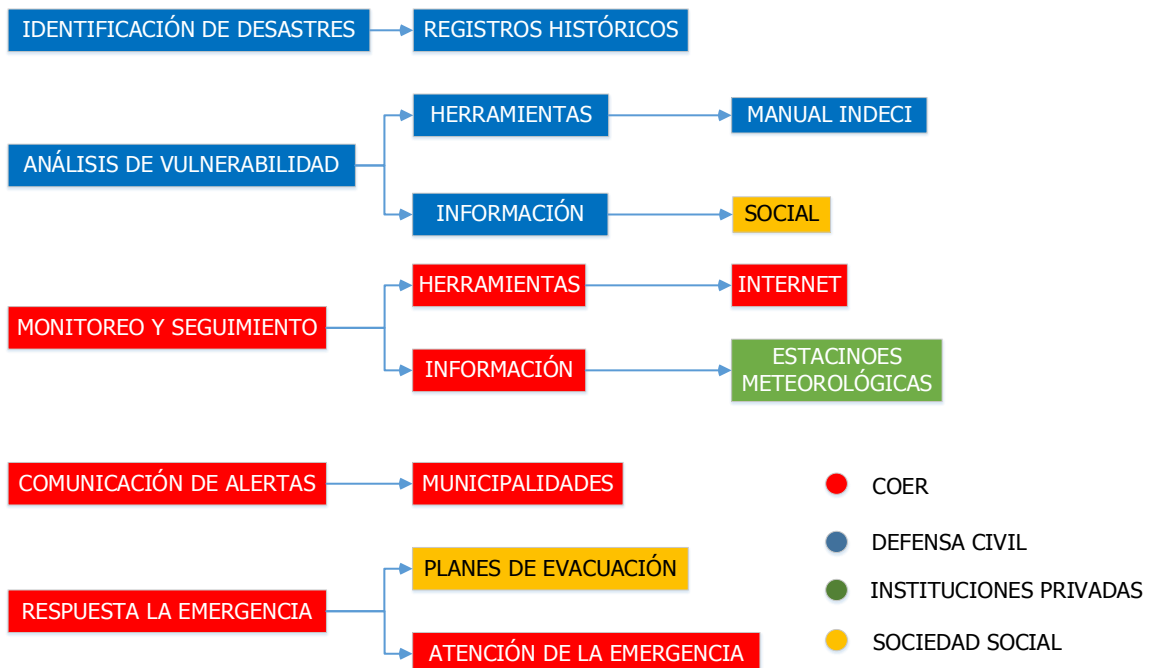 IDENTIFICACIÓN DE DESASTRES
REGISTROS HISTÓRICOS
HERRAMIENTAS
MANUAL INDECI
ANÁLISIS DE VULNERABILIDAD
INFORMACIÓN
SOCIAL
HERRAMIENTAS
INTERNET
MONITOREO Y SEGUIMIENTO
INFORMACIÓN
ESTACINOES
METEOROLÓGICAS
COMUNICACIÓN DE ALERTAS
MUNICIPALIDADES
PLANES DE EVACUACIÓN
RESPUESTA LA EMERGENCIA
ATENCIÓN DE LA EMERGENCIA
COER
DEFENSA CIVIL
INSTITUCIONES PRIVADAS
SOCIEDAD SOCIAL